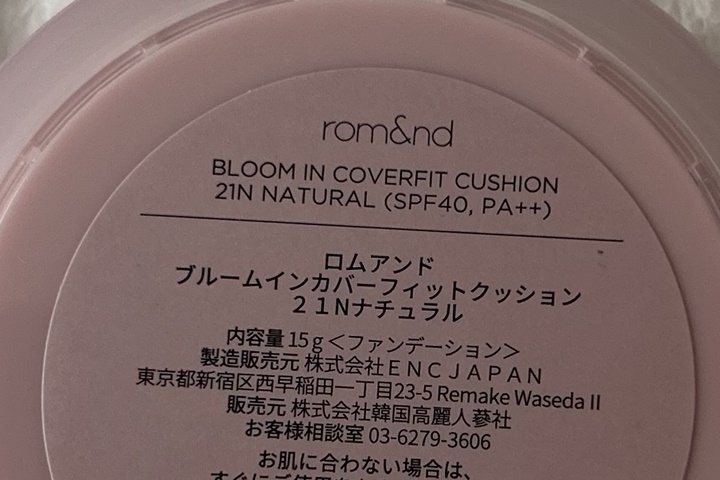 rom&nd
BLOOM IN COVERFIT CUSHION
21N NATURAL (SPF40, PA++)
ロムアンド
ブルームインカバーフィットクッション
２１Nナチュラル
内容量 15ｇ＜ファンデーション＞
製造販売元 株式会社ＥＮＣＪＡＰＡＮ
東京都新宿区西早稲田一丁目23-5 Remake Waseda II
販売元 株式会社韓国高麗人蔘社
お客様相談室 03-6279-3606
お肌に合わない場合は、